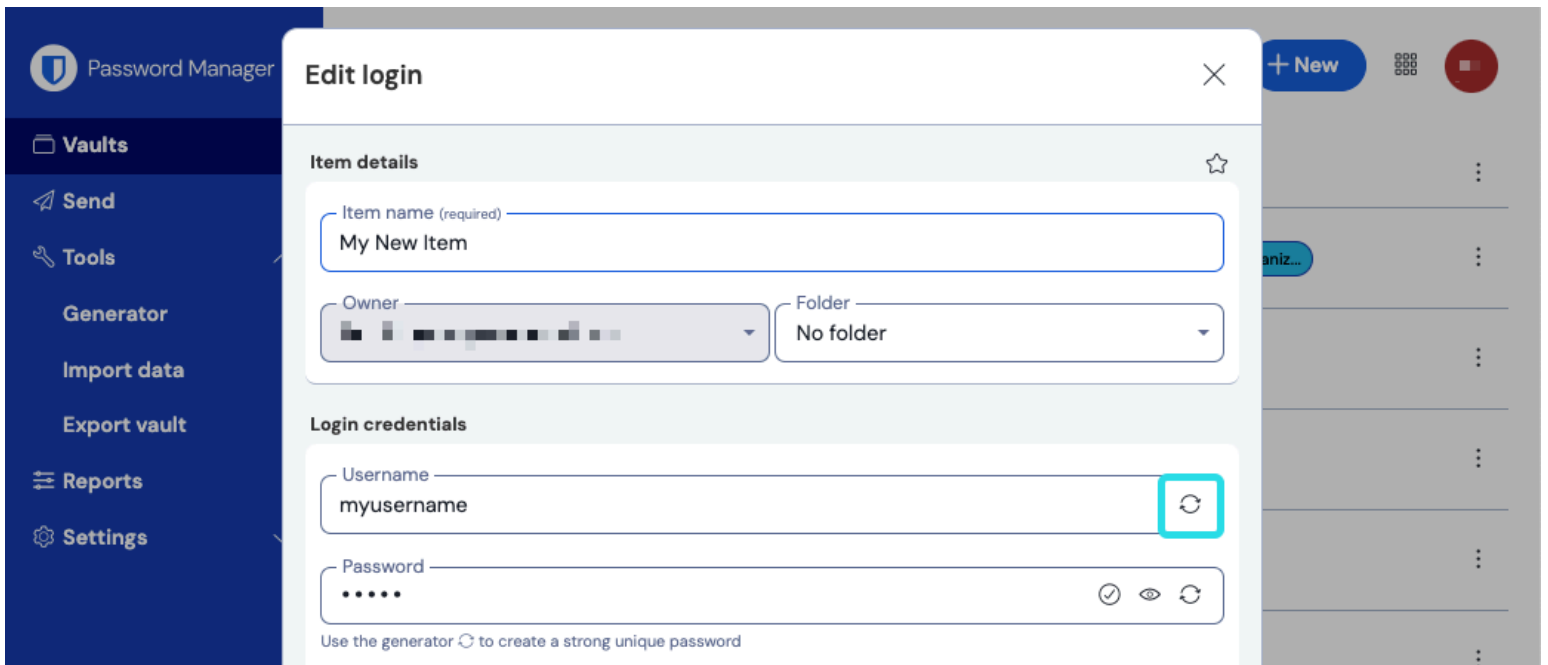 Password Manager
Edit login
+ New
Vaults
Item details
Send
Item name (required)
My New Item
Tools
aniz...
Owner
Folder
No folder
Generator
Import data
Export vault
Login credentials
Reports
Username
myusername
Settings
Password
•••••
Use the generator to create a strong unique password